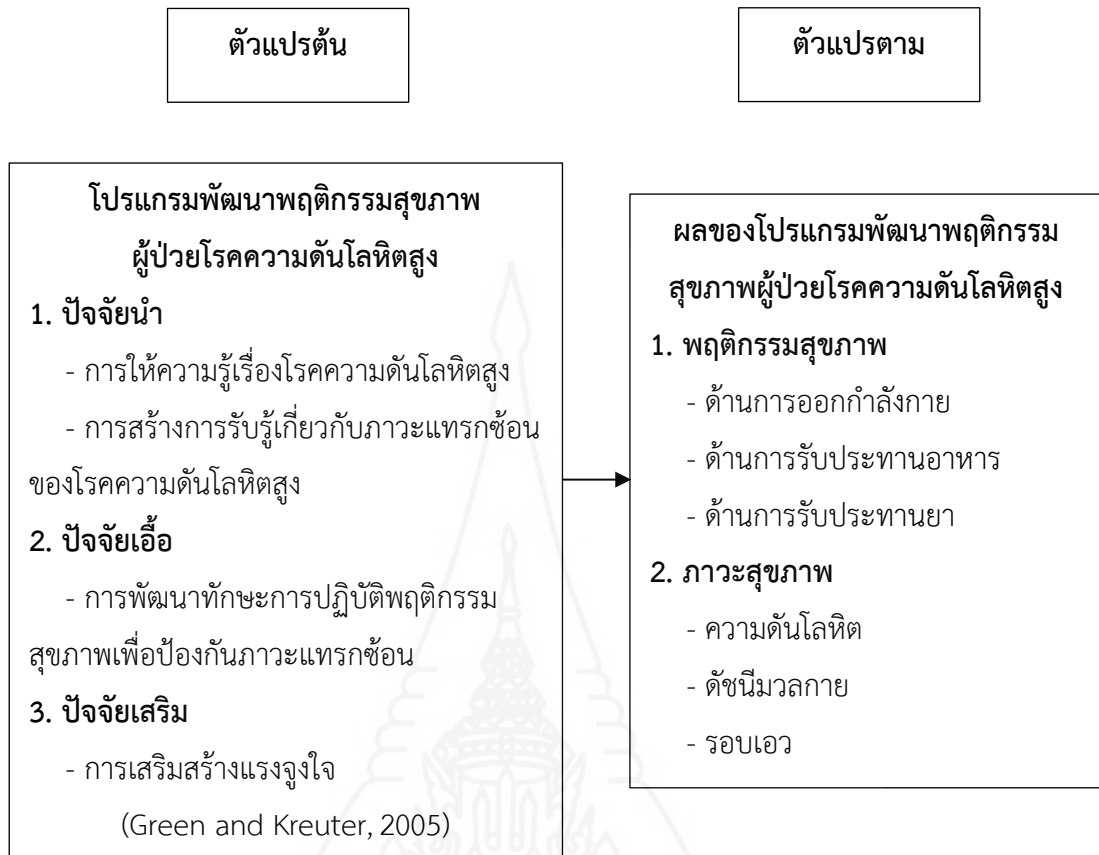 ตัวแปรต้น
ตัวแปรตาม
โปรแกรมพัฒนาพฤติกรรมสุขภาพ
ผู้ป่วยโรคความดันโลหิตสูง
1. ปัจจัยนำ
- การให้ความรู้เรื่องโรคความดันโลหิตสูง
- การสร้างการรับรู้เกี่ยวกับภาวะแทรกซ้อน
ของโรคความดันโลหิตสูง
2. ปัจจัยเอื้อ
- การพัฒนาทักษะการปฏิบัติพฤติกรรม
สุขภาพเพื่อป้องกันภาวะแทรกซ้อน
3. ปัจจัยเสริม
- การเสริมสร้างแรงจูงใจ
(Green and Kreuter, 2005)
ผลของโปรแกรมพัฒนาพฤติกรรม
สุขภาพผู้ป่วยโรคความดันโลหิตสูง
1. พฤติกรรมสุขภาพ
- ด้านการออกกำลังกาย
- ด้านการรับประทานอาหาร
- ด้านการรับประทานยา
2. ภาวะสุขภาพ
- ความดันโลหิต
- ดัชนีมวลกาย
- รอบเอว